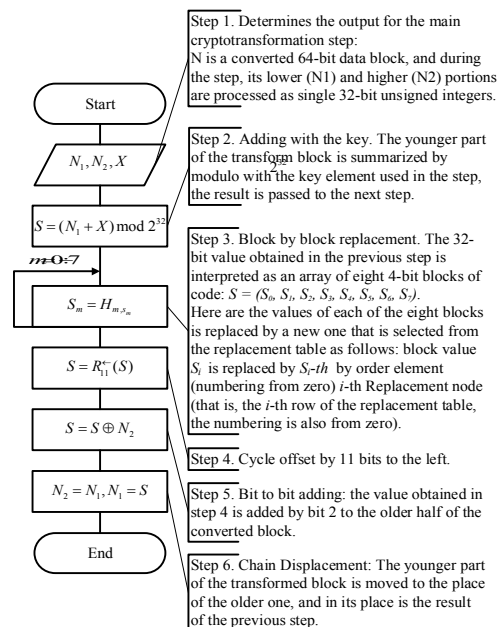 Start
N₁, N₂, X
S = (N₁ + X) mod 2³²
m=0÷7
Sₘ = Hₘ,ₛₘ
S = R₁₁←(S)
S = S ⊕ N₂
N₂ = N₁, N₁ = S
End
Step 1. Determines the output for the main
cryptotransformation step:
N is a converted 64-bit data block, and during
the step, its lower (N1) and higher (N2) portions
are processed as single 32-bit unsigned integers.
Step 2. Adding with the key. The younger
part of the transform block is summarized by
modulo 2³² with the key element used in the step,
the result is passed to the next step.
Step 3. Block by block replacement. The 32-
bit value obtained in the previous step is
interpreted as an array of eight 4-bit blocks of
code: S = (S₀, S₁, S₂, S₃, S₄, S₅, S₆, S₇).
Here are the values of each of the eight blocks
is replaced by a new one that is selected from
the replacement table as follows: block value
Sᵢ is replaced by Sᵢ-th by order element
(numbering from zero) i-th Replacement node
(that is, the i-th row of the replacement table,
the numbering is also from zero).
Step 4. Cycle offset by 11 bits to the left.
Step 5. Bit to bit adding: the value obtained in
step 4 is added by bit 2 to the older half of the
converted block.
Step 6. Chain Displacement: The younger
part of the transformed block is moved to the place
of the older one, and in its place is the result
of the previous step.